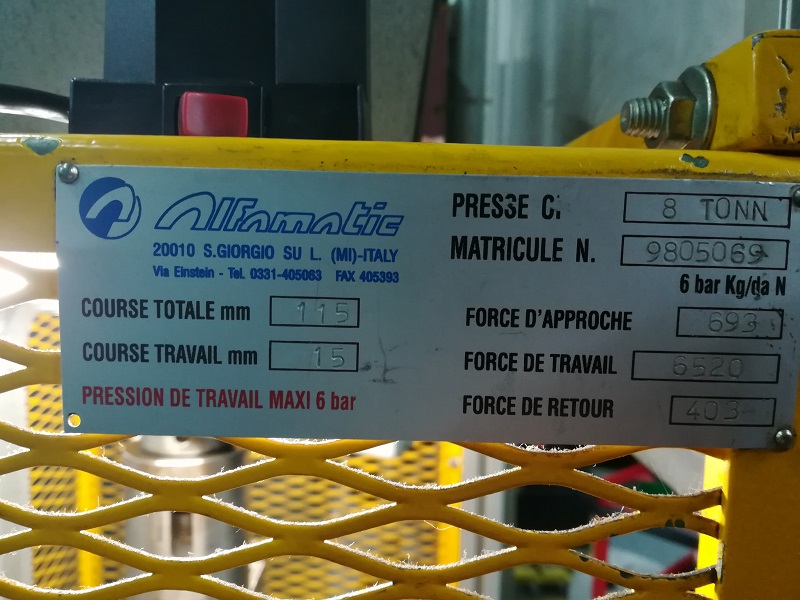 Alfamatic
20010 S.GIORGIO SU L. (MI)-ITALY
Via Einstein - Tel. 0331-405063 FAX 405393
COURSE TOTALE mm 115
COURSE TRAVAIL mm 15
PRESSION DE TRAVAIL MAXI 6 bar
PRESSE 8 TONN
MATRICULE N. 9805069
6 bar Kg/da N
FORCE D'APPROCHE 693
FORCE DE TRAVAIL 6520
FORCE DE RETOUR 403